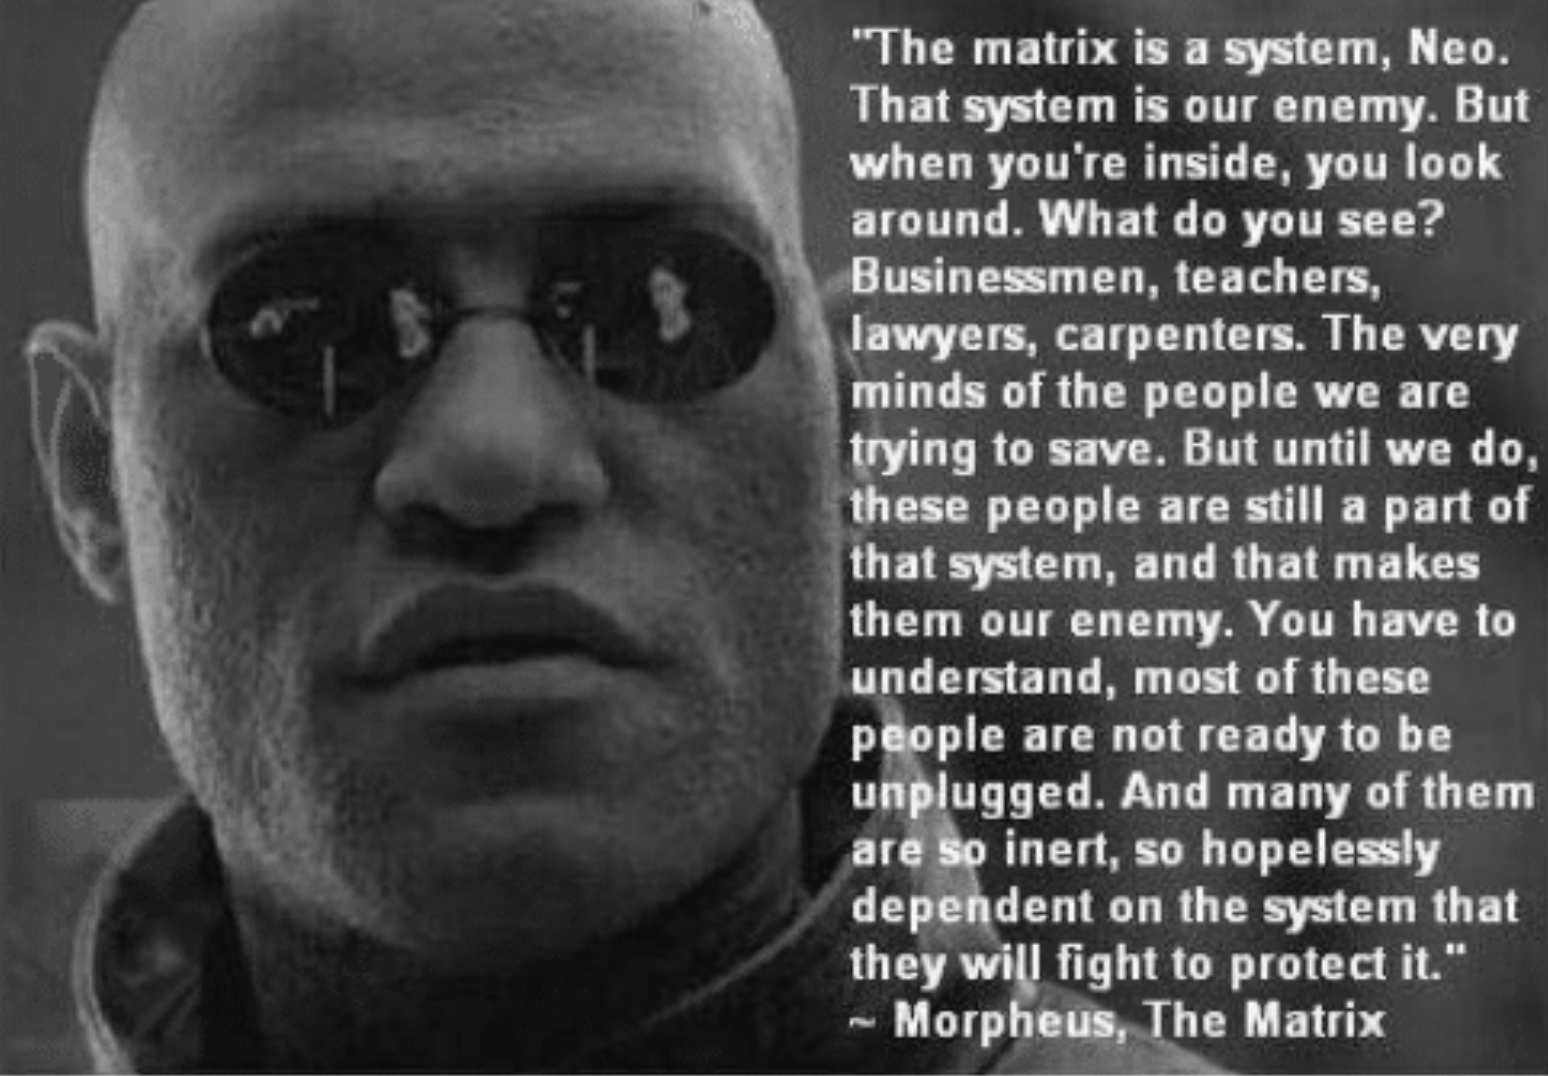 "The matrix is a system, Neo.
That system is our enemy. But
when you're inside, you look
around. What do you see?
Businessmen, teachers,
lawyers, carpenters. The very
minds of the people we are
trying to save. But until we do,
these people are still a part of
that system, and that makes
them our enemy. You have to
understand, most of these
people are not ready to be
unplugged. And many of them
are so inert, so hopelessly
dependent on the system that
they will fight to protect it."
~ Morpheus, The Matrix